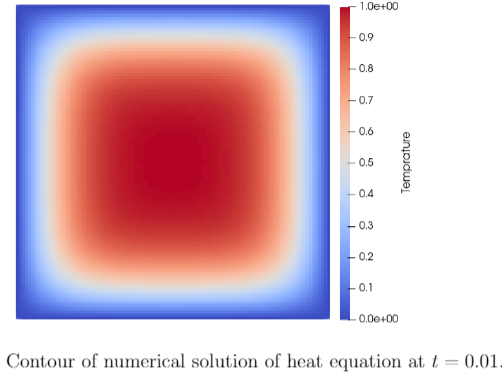 1.0e+00
0.9
0.8
0.7
0.6
0.5
0.4
0.3
0.2
0.1
0.0e+00
Temprature
Contour of numerical solution of heat equation at t = 0.01.